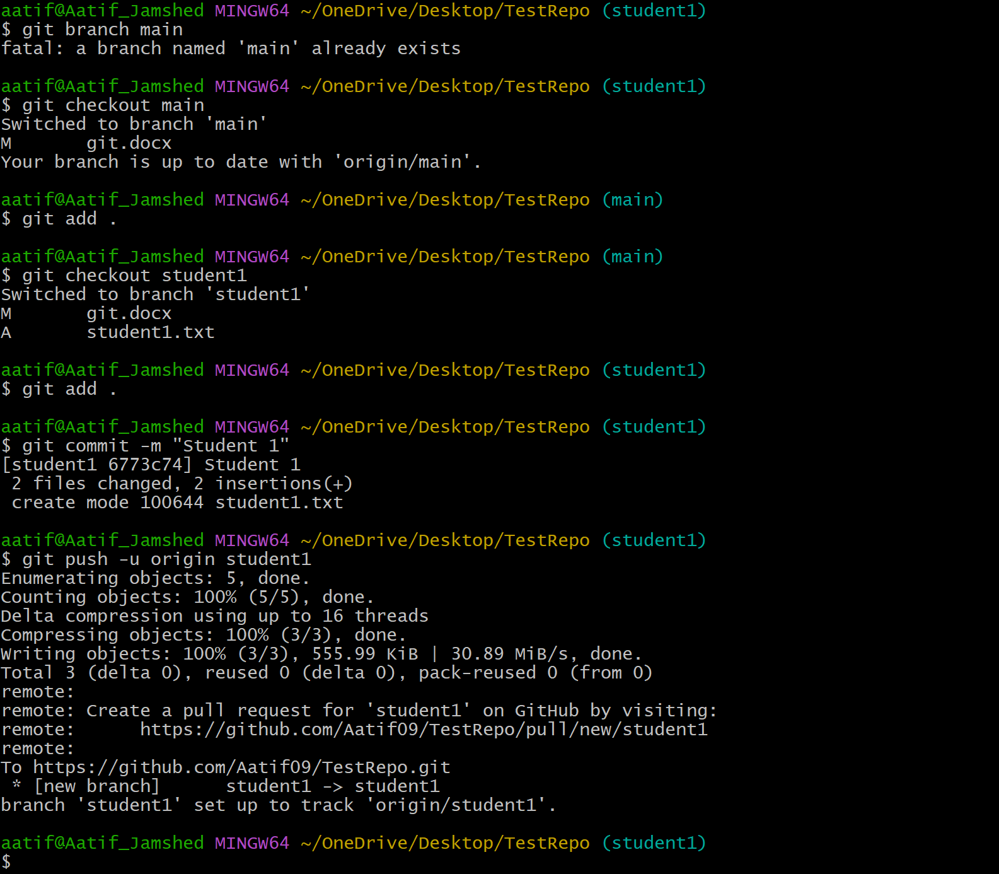 aatif@Aatif_Jamshed MINGW64 ~/OneDrive/Desktop/TestRepo (student1)
$ git branch main
fatal: a branch named 'main' already exists
aatif@Aatif_Jamshed MINGW64 ~/OneDrive/Desktop/TestRepo (student1)
$ git checkout main
Switched to branch 'main'
M       git.docx
Your branch is up to date with 'origin/main'.
aatif@Aatif_Jamshed MINGW64 ~/OneDrive/Desktop/TestRepo (main)
$ git add .
aatif@Aatif_Jamshed MINGW64 ~/OneDrive/Desktop/TestRepo (main)
$ git checkout student1
Switched to branch 'student1'
M       git.docx
A       student1.txt
aatif@Aatif_Jamshed MINGW64 ~/OneDrive/Desktop/TestRepo (student1)
$ git add .
aatif@Aatif_Jamshed MINGW64 ~/OneDrive/Desktop/TestRepo (student1)
$ git commit -m "Student 1"
[student1 6773c74] Student 1
 2 files changed, 2 insertions(+)
 create mode 100644 student1.txt
aatif@Aatif_Jamshed MINGW64 ~/OneDrive/Desktop/TestRepo (student1)
$ git push -u origin student1
Enumerating objects: 5, done.
Counting objects: 100% (5/5), done.
Delta compression using up to 16 threads
Compressing objects: 100% (3/3), done.
Writing objects: 100% (3/3), 555.99 KiB | 30.89 MiB/s, done.
Total 3 (delta 0), reused 0 (delta 0), pack-reused 0 (from 0)
remote:
remote: Create a pull request for 'student1' on GitHub by visiting:
remote:      https://github.com/Aatif09/TestRepo/pull/new/student1
remote:
To https://github.com/Aatif09/TestRepo.git
 * [new branch]      student1 -> student1
branch 'student1' set up to track 'origin/student1'.
aatif@Aatif_Jamshed MINGW64 ~/OneDrive/Desktop/TestRepo (student1)
$